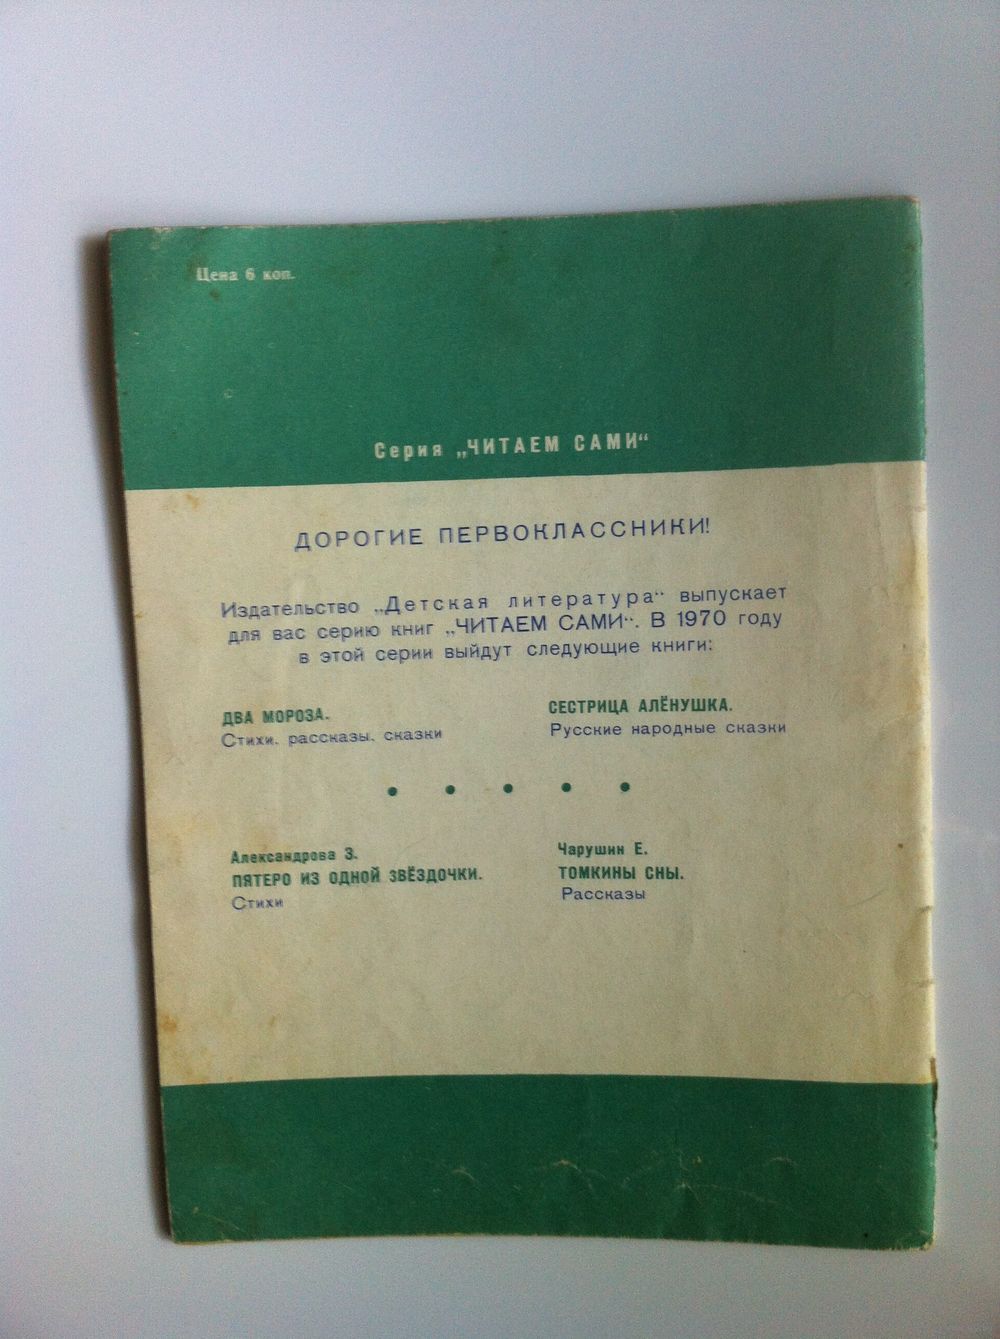 Цена 6 коп.
Серия „ЧИТАЕМ САМИ“
ДОРОГИЕ ПЕРВОКЛАССНИКИ!
Издательство „Детская литература“ выпускает
для вас серию книг „ЧИТАЕМ САМИ“. В 1970 году
в этой серии выйдут следующие книги:
ДВА МОРОЗА.
Стихи, рассказы, сказки
СЕСТРИЦА АЛЁНУШКА.
Русские народные сказки
Александрова З.
ПЯТЕРО ИЗ ОДНОЙ ЗВЁЗДОЧКИ.
Стихи
Чарушин Е.
ТОМКИНЫ СНЫ.
Рассказы